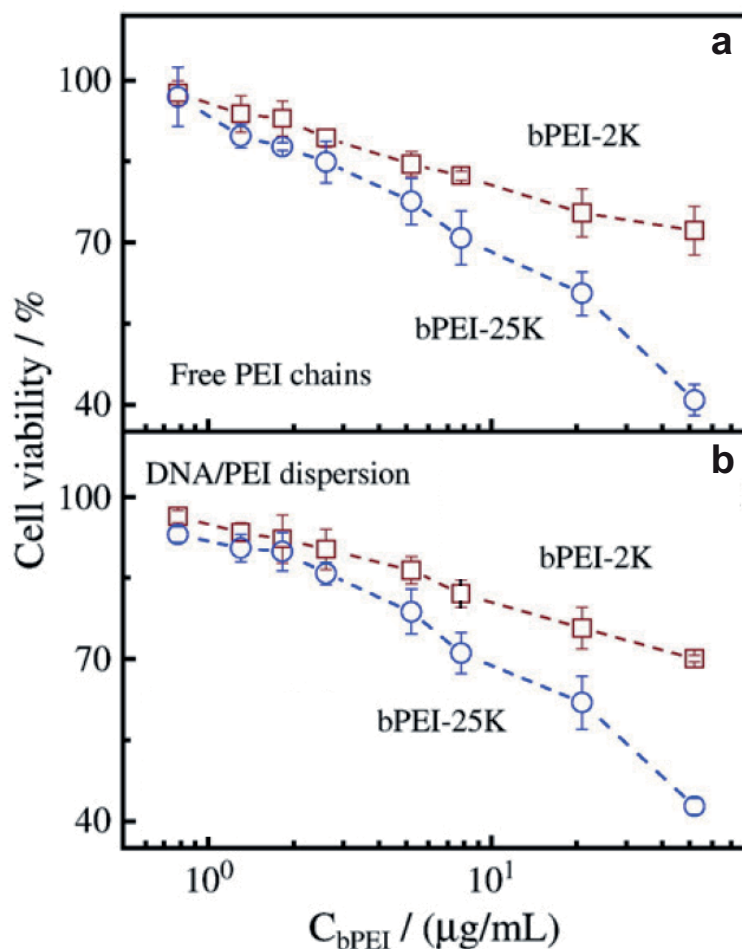 a
100
bPEI-2K
70
bPEI-25K
Free PEI chains
40
Cell viability / %
b
DNA/PEI dispersion
100
bPEI-2K
70
bPEI-25K
40
10⁰ 10¹
C_bPEI / (μg/mL)